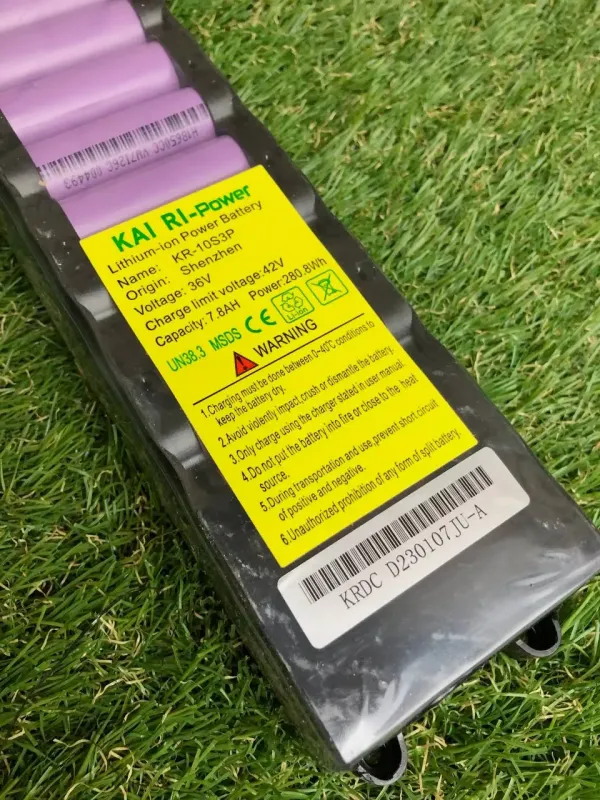 KAI RI-Power
Lithium-ion Power Battery
Name: KR-10S3P
Origin: Shenzhen
Voltage: 36V
Charge limit voltage:42V
Capacity:7.8AH Power:280.8Wh
UN38.3 MSDS CE Li-ion
WARNING
1.Charging must be done between 0~40℃ conditions to
keep the battery dry.
2.Avoid violently impact,crush or dismantle the battery.
3.Only charge using the charger stated in user manual.
4.Do not put the battery into fire or close to the heat
source.
5.During transportation and use,prevent short circuit
of positive and negative.
6.Unauthorized prohibition of any form of split battery.
KRDC D230107JU-A